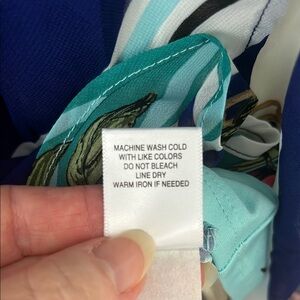 MACHINE WASH COLD
WITH LIKE COLORS
DO NOT BLEACH
LINE DRY
WARM IRON IF NEEDED